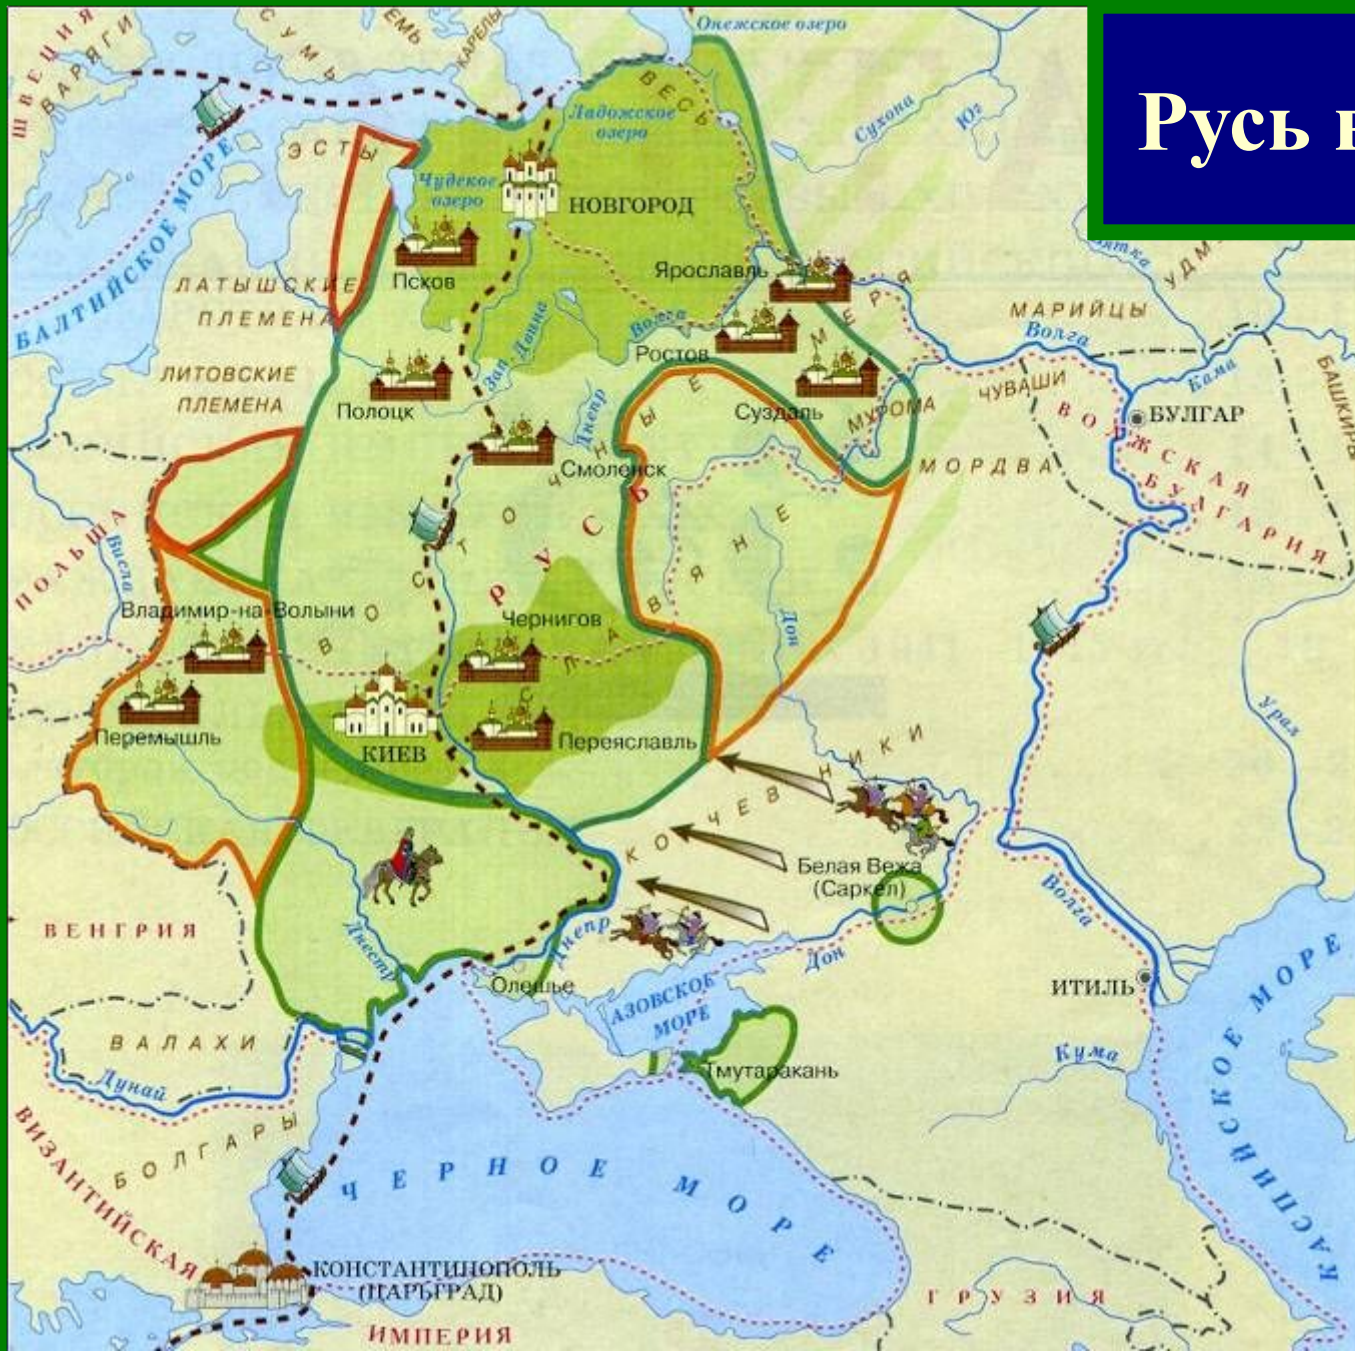 Русь в
ШВЕЦИЯ
ВАРЯГИ
СУМЬ
ЕМЬ
КАРЕЛЫ
Онежское озеро
ВЕСЬ
Ладожское
озеро
Сухона
Юг
ЭСТЫ
Чудское
озеро
НОВГОРОД
БАЛТИЙСКОЕ МОРЕ
Псков
Ярославль
МЕРЯ
ЛАТЫШСКИЕ
ПЛЕМЕНА
МАРИЙЦЫ
Волга
Волга
Ростов
Зап. Двина
ЛИТОВСКИЕ
ПЛЕМЕНА
Полоцк
Днепр
Суздаль
МУРОМА
ЧУВАШИ
Кама
БАШКИРЫ
БУЛГАР
ВОЛЖСКАЯ
БУЛГАРИЯ
Смоленск
МОРДВА
РУСЬ
ВОСТОЧНЫЕ
СЛАВЯНЕ
ПОЛЬША
Висла
Владимир-на-Волыни
Чернигов
Дон
Перемышль
КИЕВ
Переяславль
Урал
КОЧЕВНИКИ
Белая Вежа
(Саркел)
Волга
ВЕНГРИЯ
Днестр
Днепр
Дон
Олешье
АЗОВСКОЕ
МОРЕ
ИТИЛЬ
ВАЛАХИ
Дунай
Тмутаракань
Кума
БОЛГАРЫ
ЧЕРНОЕ МОРЕ
КАСПИЙСКОЕ МОРЕ
ВИЗАНТИЙСКАЯ
ИМПЕРИЯ
КОНСТАНТИНОПОЛЬ
(ЦАРЬГРАД)
ГРУЗИЯ